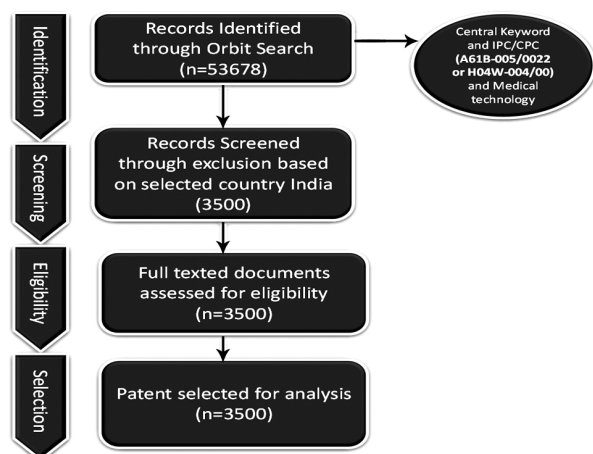 Identification
Records Identified
through Orbit Search
(n=53678)
Central Keyword
and IPC/CPC
(A61B-005/0022
or H04W-004/00)
and Medical
technology
Screening
Records Screened
through exclusion based
on selected country India
(3500)
Eligibility
Full texted documents
assessed for eligibility
(n=3500)
Selection
Patent selected for analysis
(n=3500)